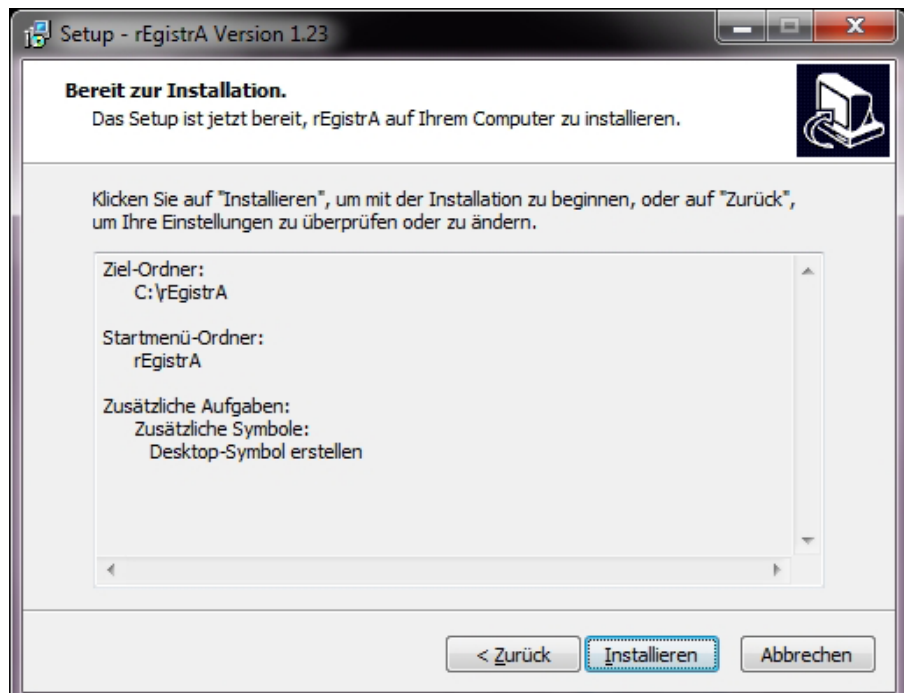 Setup - rEgistrA Version 1.23
Bereit zur Installation.
Das Setup ist jetzt bereit, rEgistrA auf Ihrem Computer zu installieren.
Klicken Sie auf "Installieren", um mit der Installation zu beginnen, oder auf "Zurück",
um Ihre Einstellungen zu überprüfen oder zu ändern.
Ziel-Ordner:
C:\rEgistrA
Startmenü-Ordner:
rEgistrA
Zusätzliche Aufgaben:
Zusätzliche Symbole:
Desktop-Symbol erstellen
< Zurück Installieren Abbrechen